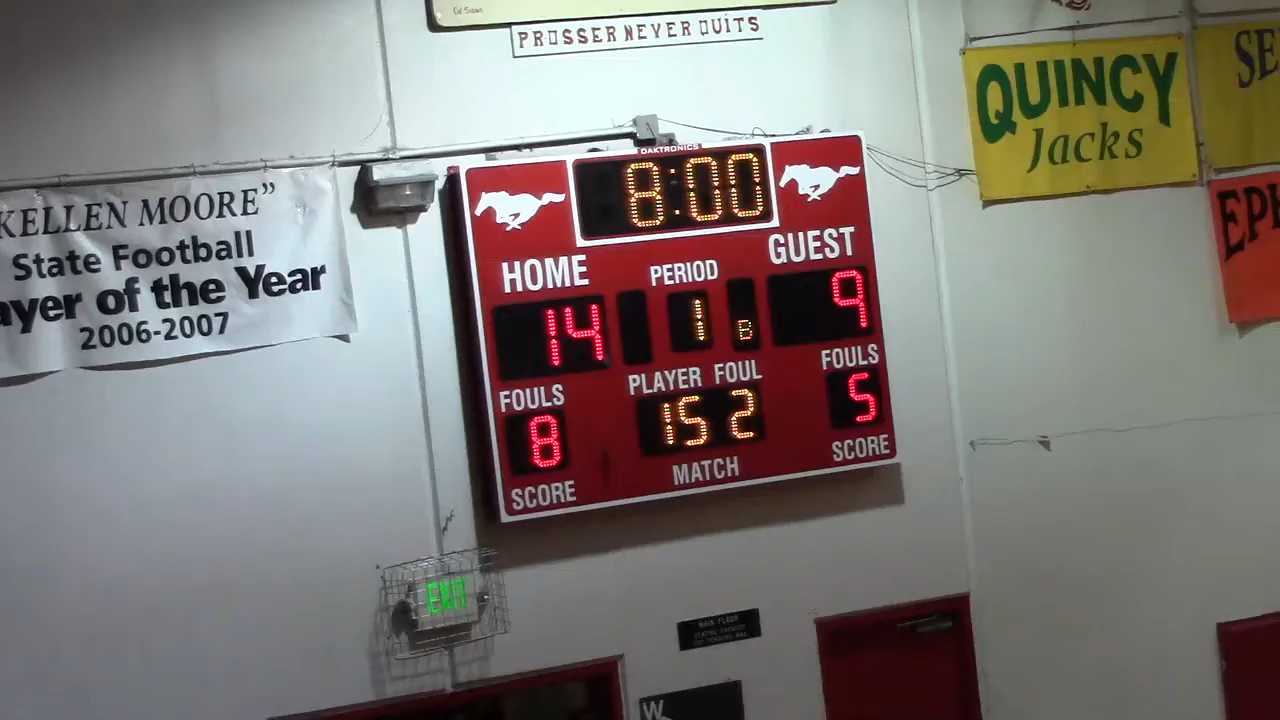 PROSSER NEVER QUITS
QUINCY
Jacks
SE
EPH
KELLEN MOORE"
State Football
ayer of the Year
2006-2007
DAKTRONICS
8:00
HOME
PERIOD
GUEST
14
1
B
9
FOULS
PLAYER FOUL
FOULS
8
15 2
5
SCORE
MATCH
SCORE
EXIT
MAIN FLOOR
W